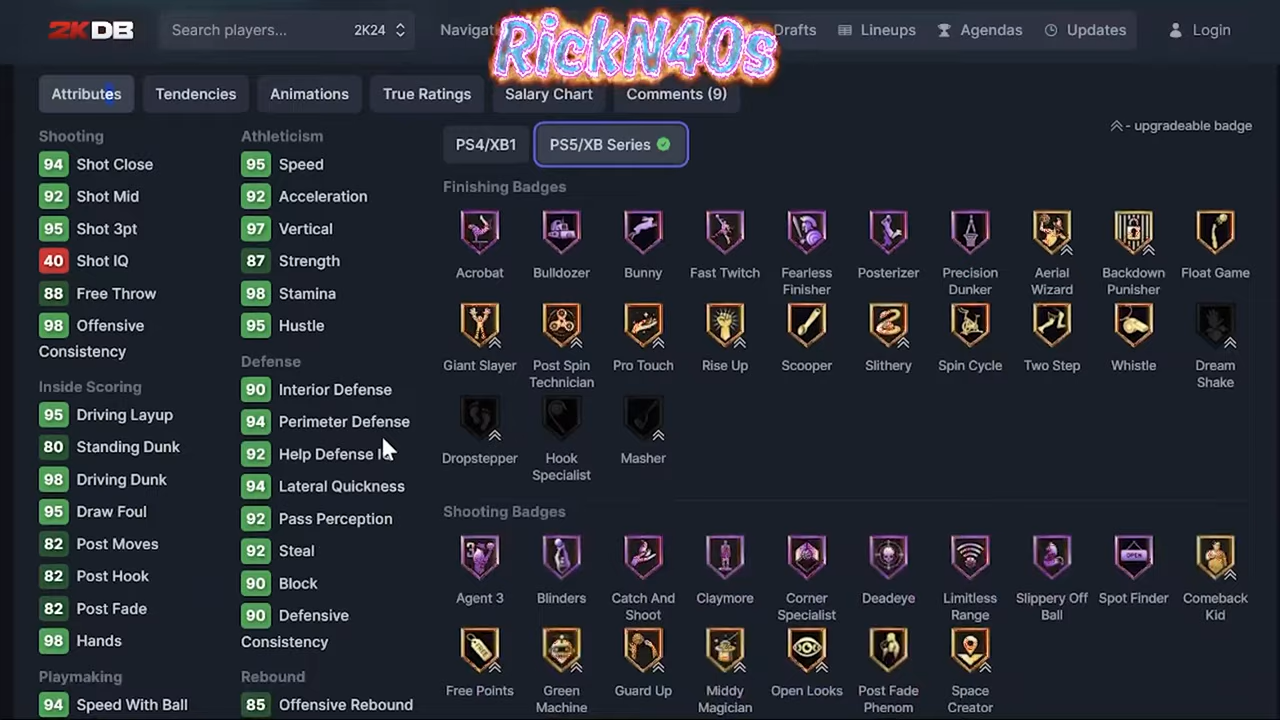 2KDB
Search players...
2K24
Navigat
RickN40s
Drafts
Lineups
Agendas
Updates
Login
Attributes
Tendencies
Animations
True Ratings
Salary Chart
Comments (9)
Shooting
94 Shot Close
92 Shot Mid
95 Shot 3pt
40 Shot IQ
88 Free Throw
98 Offensive
Consistency
Inside Scoring
95 Driving Layup
80 Standing Dunk
98 Driving Dunk
95 Draw Foul
82 Post Moves
82 Post Hook
82 Post Fade
98 Hands
Playmaking
94 Speed With Ball
Athleticism
95 Speed
92 Acceleration
97 Vertical
87 Strength
98 Stamina
95 Hustle
Defense
90 Interior Defense
94 Perimeter Defense
92 Help Defense I
94 Lateral Quickness
92 Pass Perception
92 Steal
90 Block
90 Defensive
Consistency
Rebound
85 Offensive Rebound
PS4/XB1
PS5/XB Series
- upgradeable badge
Finishing Badges
Acrobat
Bulldozer
Bunny
Fast Twitch
Fearless
Finisher
Posterizer
Precision
Dunker
Aerial
Wizard
Backdown
Punisher
Float Game
Giant Slayer
Post Spin
Technician
Pro Touch
Rise Up
Scooper
Slithery
Spin Cycle
Two Step
Whistle
Dream
Shake
Dropstepper
Hook
Specialist
Masher
Shooting Badges
Agent 3
Blinders
Catch And
Shoot
Claymore
Corner
Specialist
Deadeye
Limitless
Range
Slippery Off
Ball
OPEN
Spot Finder
Comeback
Kid
FREE
Free Points
Green
Machine
Guard Up
Middy
Magician
Open Looks
Post Fade
Phenom
Space
Creator